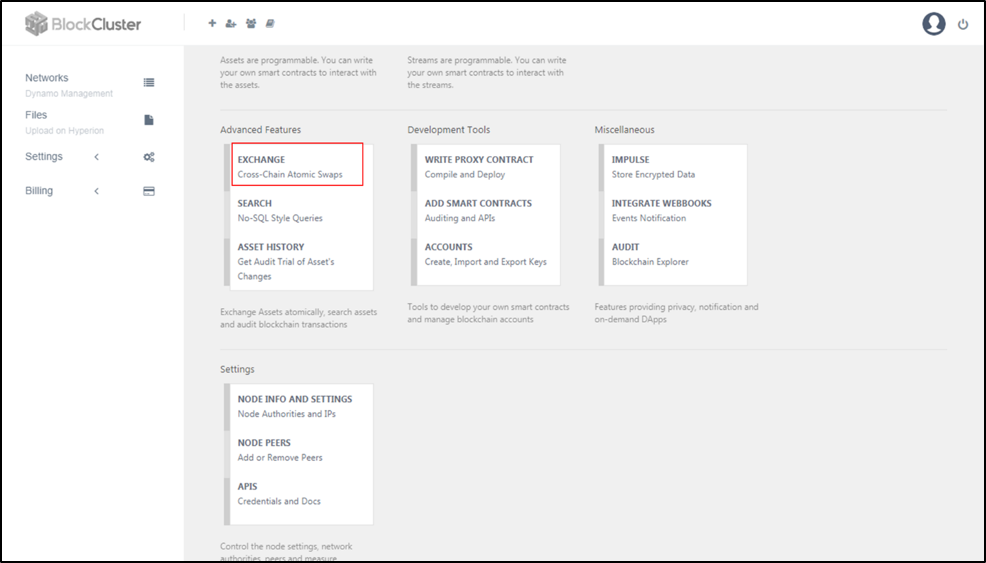 BlockCluster
Networks
Dynamo Management
Files
Upload on Hyperion
Settings
Billing
Assets are programmable. You can write
your own smart contracts to interact with
the assets.
Streams are programmable. You can write
your own smart contracts to interact with
the streams.
Advanced Features
EXCHANGE
Cross-Chain Atomic Swaps
SEARCH
No-SQL Style Queries
ASSET HISTORY
Get Audit Trial of Asset's
Changes
Exchange Assets atomically, search assets
and audit blockchain transactions
Development Tools
WRITE PROXY CONTRACT
Compile and Deploy
ADD SMART CONTRACTS
Auditing and APIs
ACCOUNTS
Create, Import and Export Keys
Tools to develop your own smart contracts
and manage blockchain accounts
Miscellaneous
IMPULSE
Store Encrypted Data
INTEGRATE WEBBOOKS
Events Notification
AUDIT
Blockchain Explorer
Features providing privacy, notification and
on-demand DApps
Settings
NODE INFO AND SETTINGS
Node Authorities and IPs
NODE PEERS
Add or Remove Peers
APIS
Credentials and Docs
Control the node settings, network
authorities, peers and measure